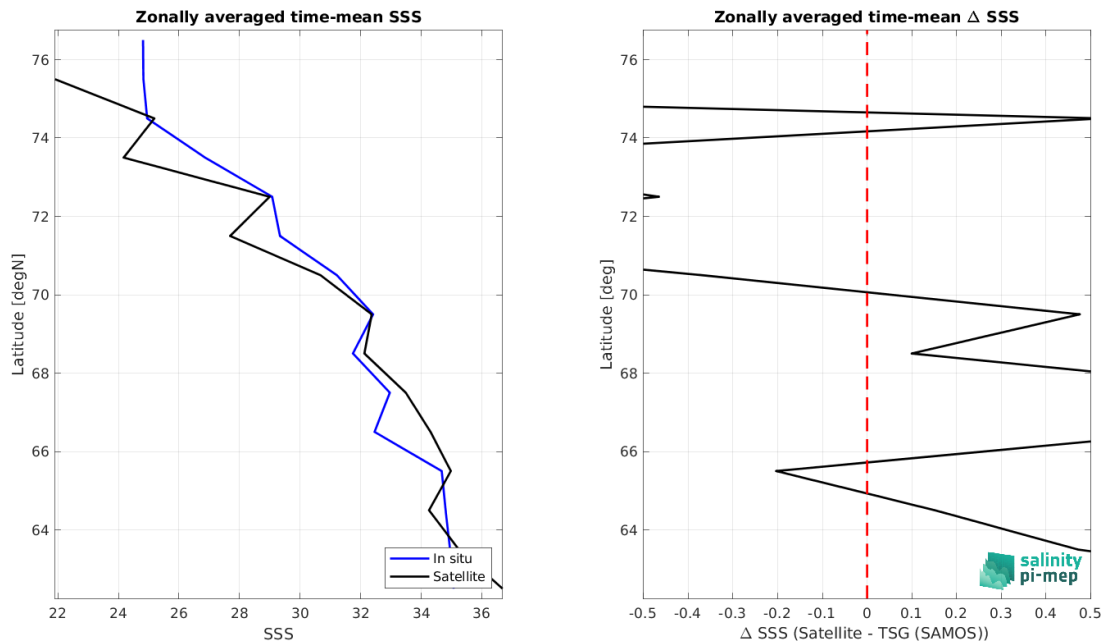 Zonally averaged time-mean SSS
76
74
72
70
68
66
64
Latitude [degN]
22 24 26 28 30 32 34 36
SSS
In situ
Satellite
Zonally averaged time-mean Δ SSS
76
74
72
70
68
66
64
Latitude [deg]
-0.5 -0.4 -0.3 -0.2 -0.1 0 0.1 0.2 0.3 0.4 0.5
Δ SSS (Satellite - TSG (SAMOS))
salinity
pi-mep